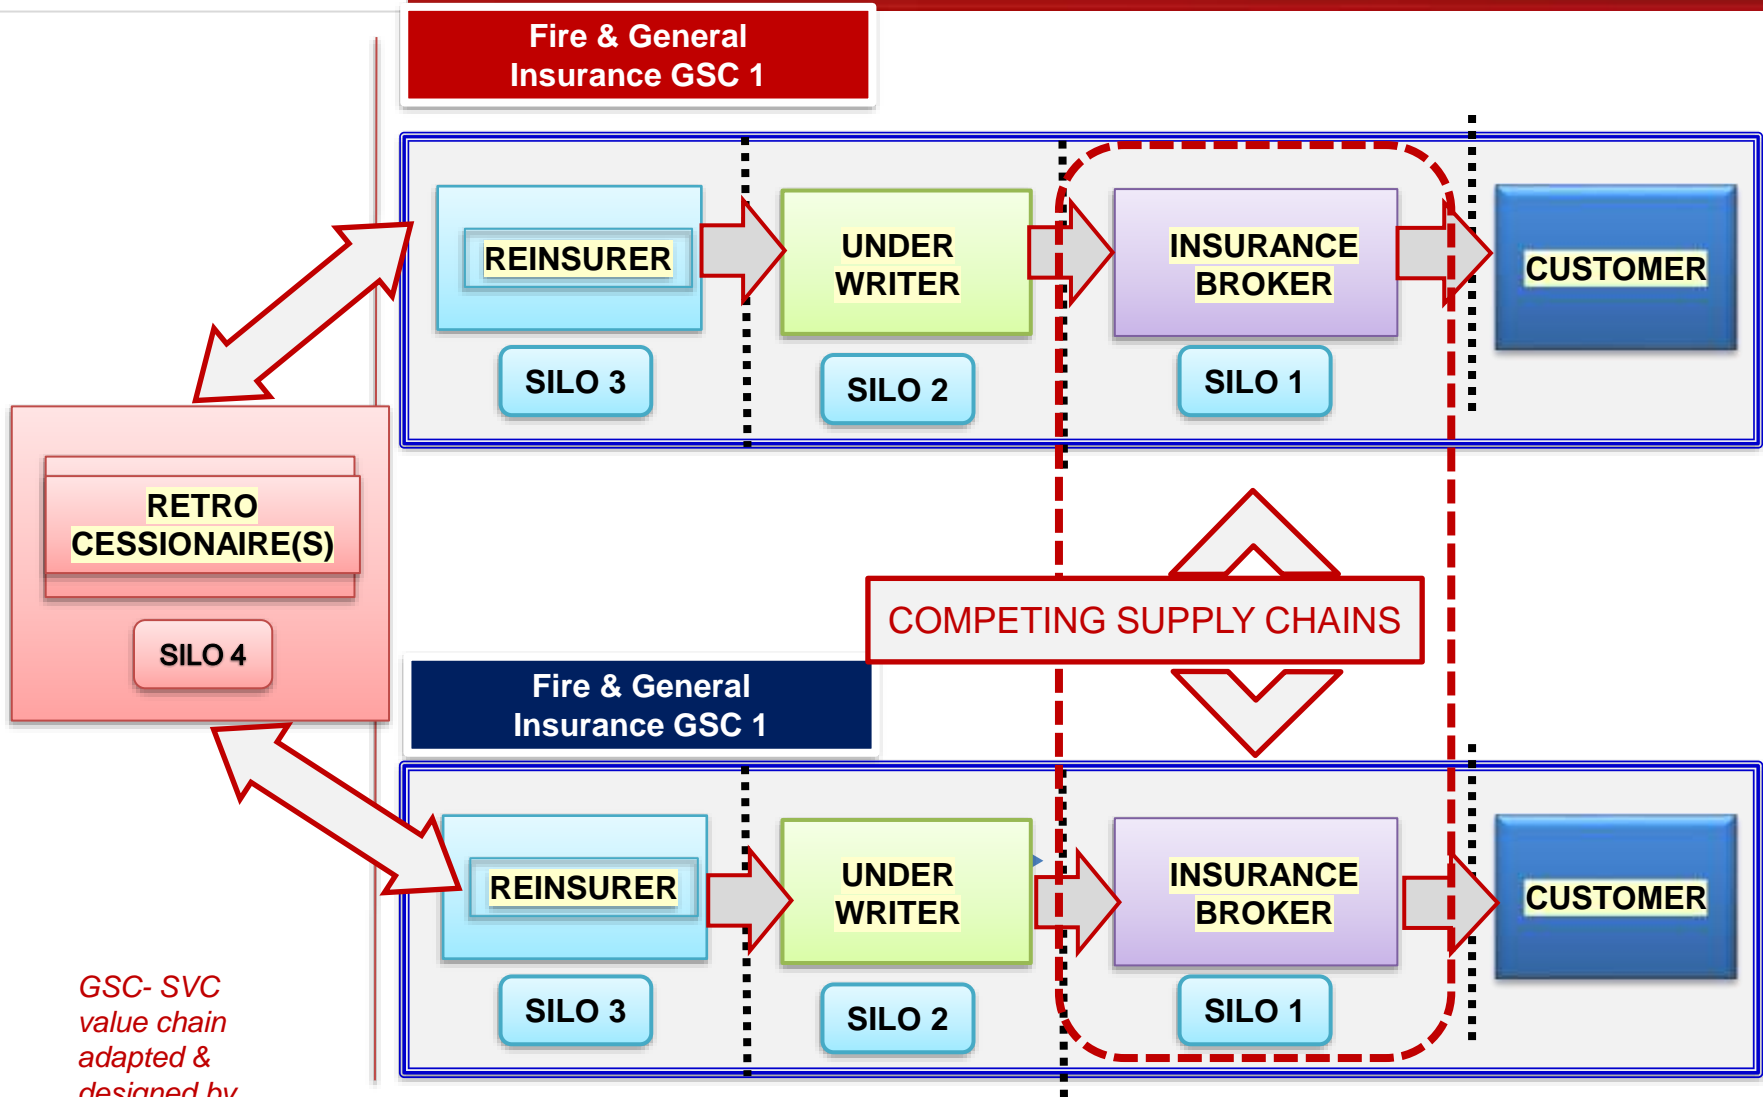 Fire & General
Insurance GSC 1
REINSURER
UNDER
WRITER
INSURANCE
BROKER
CUSTOMER
SILO 3
SILO 2
SILO 1
RETRO
CESSIONAIRE(S)
SILO 4
COMPETING SUPPLY CHAINS
Fire & General
Insurance GSC 1
REINSURER
UNDER
WRITER
INSURANCE
BROKER
CUSTOMER
SILO 3
SILO 2
SILO 1
GSC- SVC
value chain
adapted &
designed by